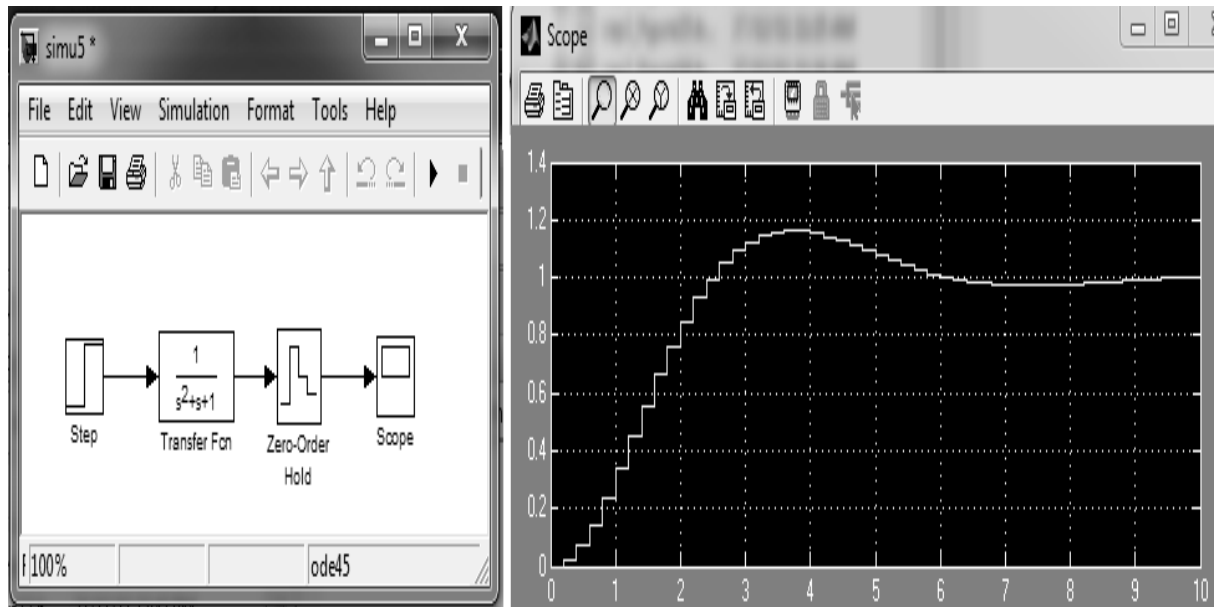 simu5 *
File Edit View Simulation Format Tools Help
1
s2+s+1
Step
Transfer Fcn
Zero-Order
Hold
Scope
100%
ode45
Scope
1.4
1.2
1
0.8
0.6
0.4
0.2
0
0 1 2 3 4 5 6 7 8 9 10